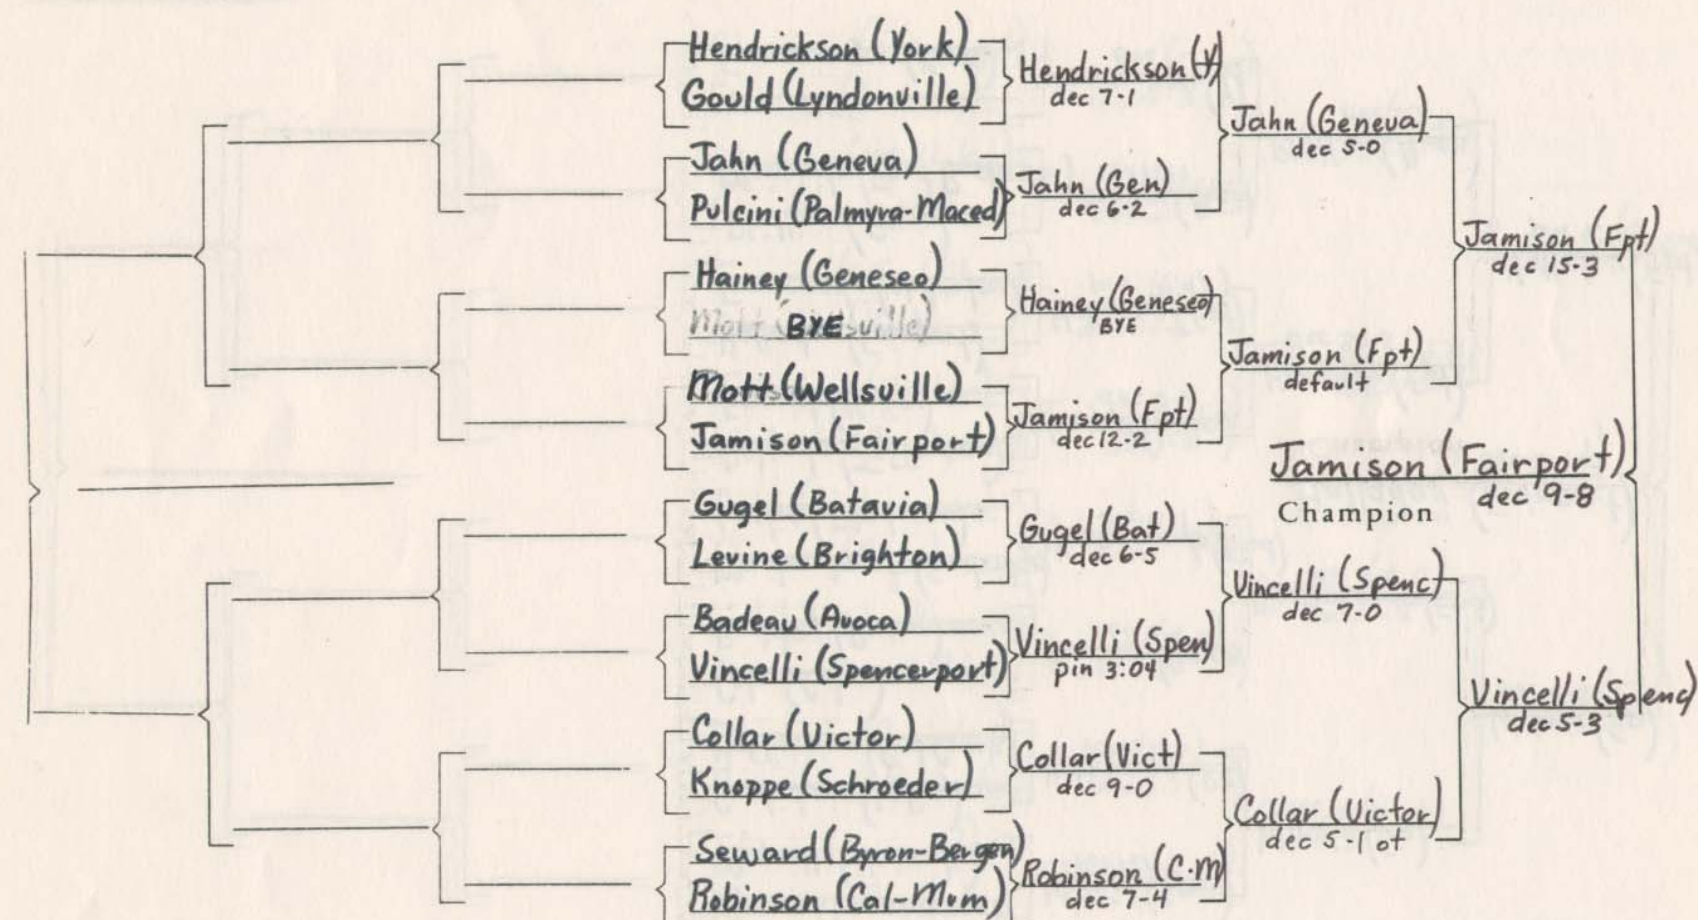 Hendrickson (York)
Gould (Lyndonville)
Jahn (Geneva)
Pulcini (Palmyra-Maced)
Hainey (Geneseo)
BYE
Mott (Wellsville)
Jamison (Fairport)
Gugel (Batavia)
Levine (Brighton)
Badeau (Avoca)
Vincelli (Spencerport)
Collar (Victor)
Knoppe (Schroeder)
Seward (Byron-Bergen)
Robinson (Cal-Mum)
Hendrickson (Y)
dec 7-1
Jahn (Gen)
dec 6-2
Hainey (Geneseo)
BYE
Jamison (Fpt)
dec 12-2
Gugel (Bat)
dec 6-5
Vincelli (Spen)
pin 3:04
Collar (Vict)
dec 9-0
Robinson (C-M)
dec 7-4
Jahn (Geneva)
dec 5-0
Jamison (Fpt)
default
Vincelli (Spenc)
dec 7-0
Collar (Victor)
dec 5-1 ot
Jamison (Fpt)
dec 15-3
Vincelli (Spenc)
dec 5-3
Jamison (Fairport)
dec 9-8
Champion